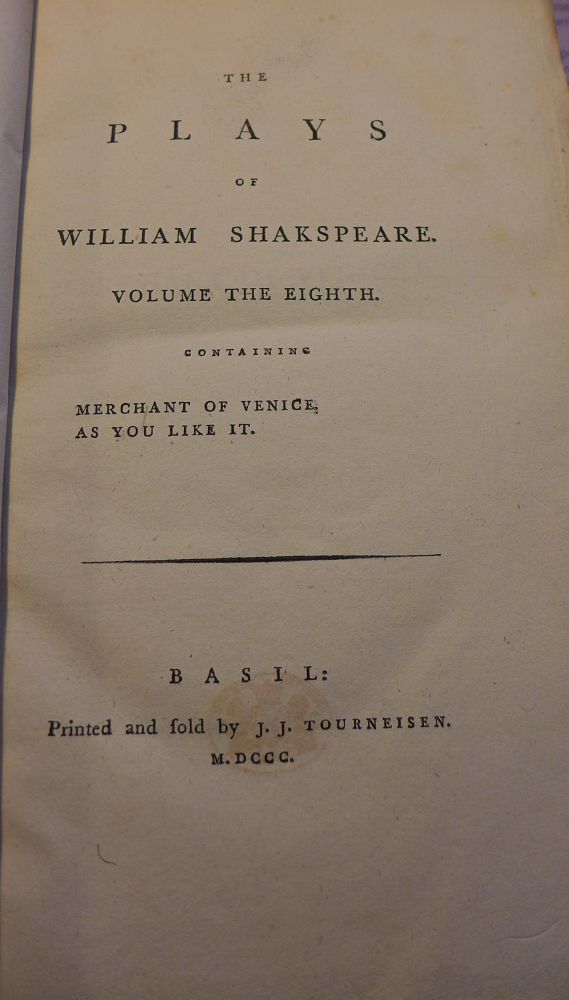 THE
PLAYS
OF
WILLIAM SHAKSPEARE.
VOLUME THE EIGHTH.
CONTAINING
MERCHANT OF VENICE,
AS YOU LIKE IT.
BASIL:
Printed and ſold by J. J. TOURNEISEN.
M.DCCC.